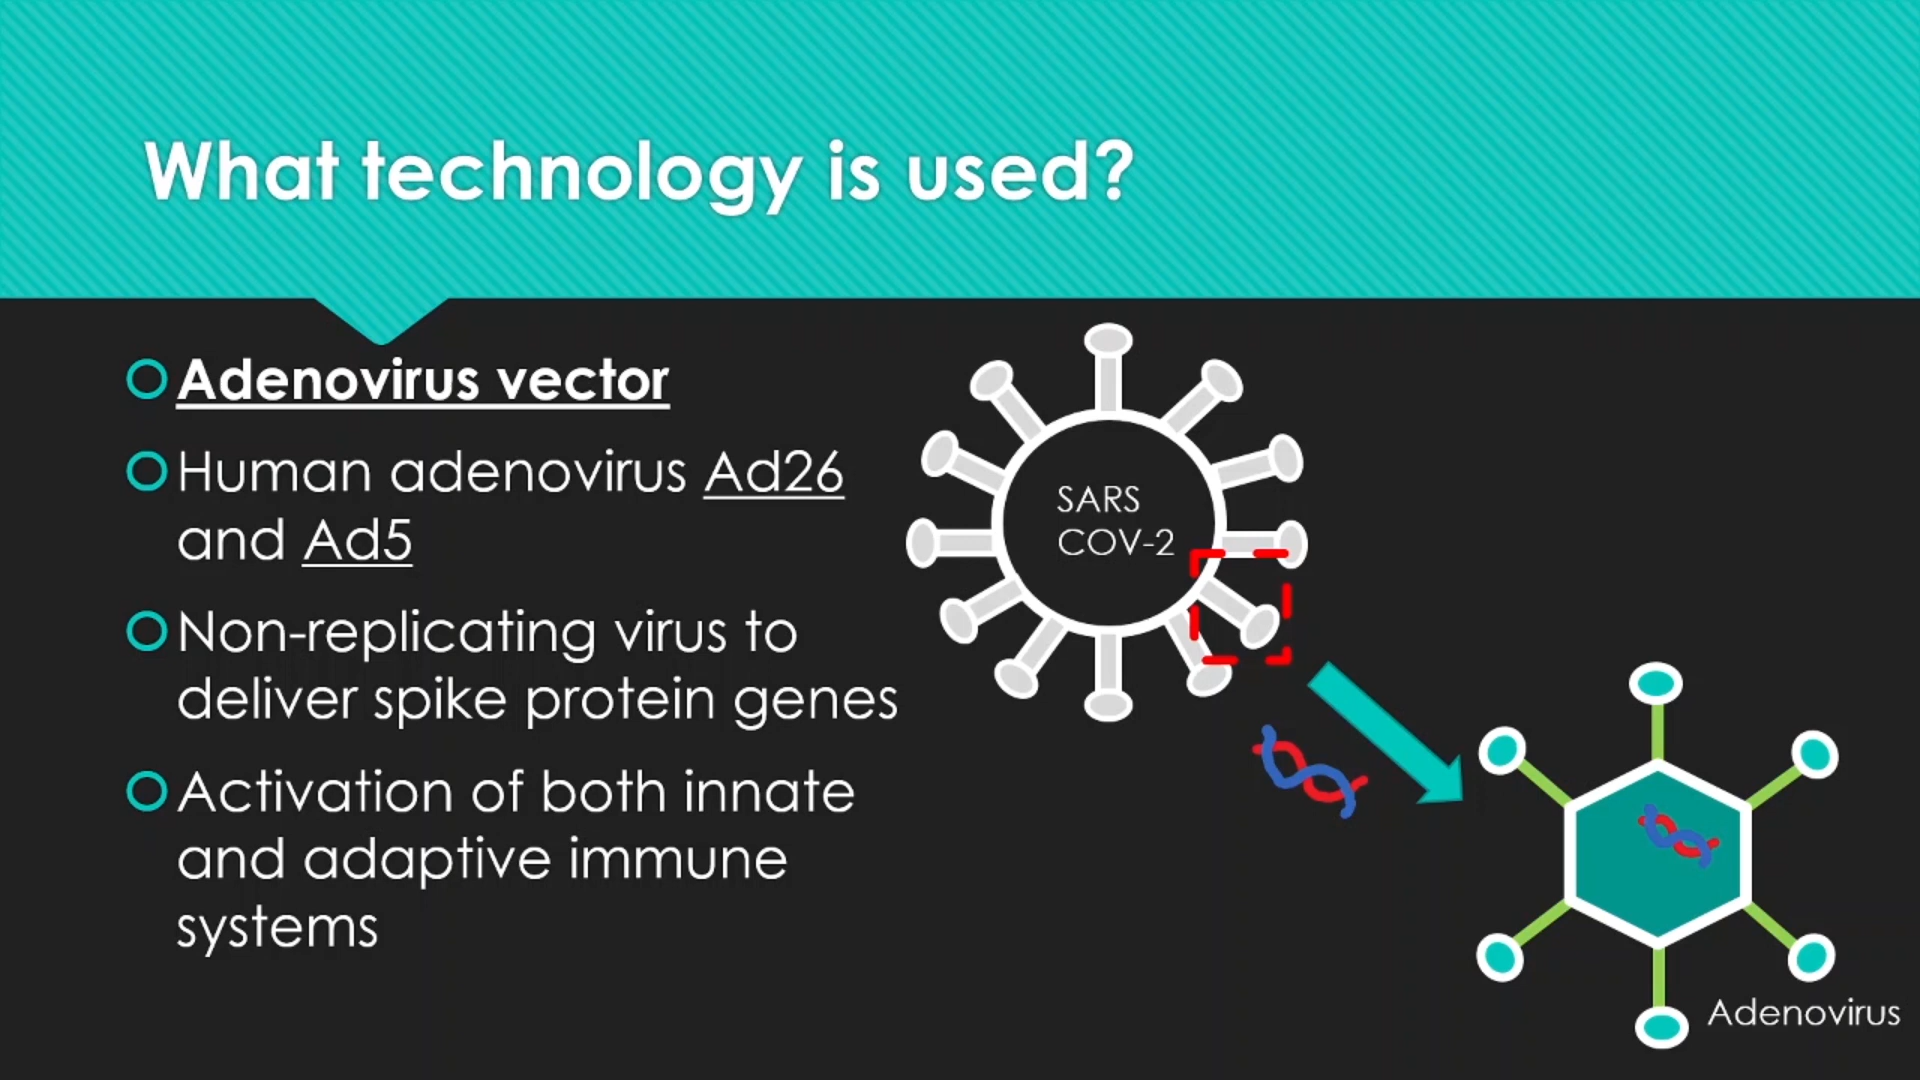 What technology is used?
Adenovirus vector
Human adenovirus Ad26
and Ad5
Non-replicating virus to
deliver spike protein genes
Activation of both innate
and adaptive immune
systems
SARS
COV-2
Adenovirus